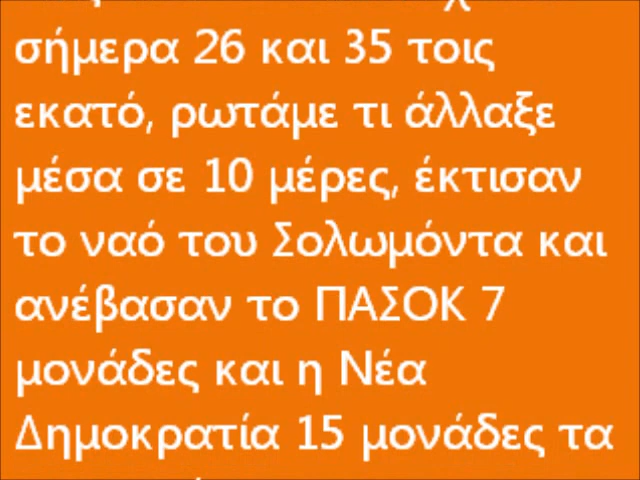 σήμερα 26 και 35 τοις
εκατό, ρωτάμε τι άλλαξε
μέσα σε 10 μέρες, έκτισαν
το ναό του Σολωμόντα και
ανέβασαν το ΠΑΣΟΚ 7
μονάδες και η Νέα
Δημοκρατία 15 μονάδες τα